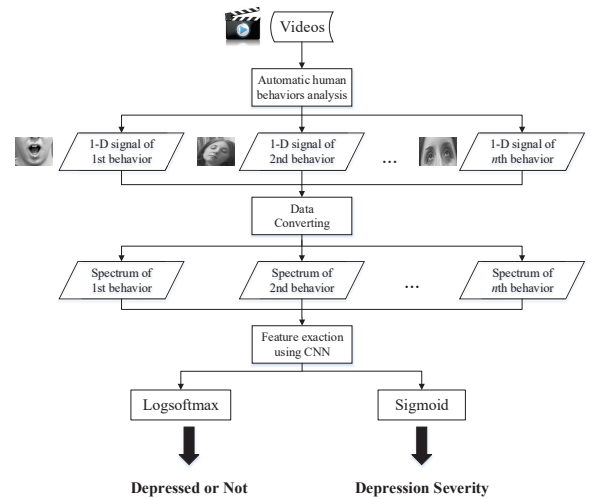 Videos
Automatic human
behaviors analysis
1-D signal of
1st behavior
1-D signal of
2nd behavior
...
1-D signal of
nth behavior
Data
Converting
Spectrum of
1st behavior
Spectrum of
2nd behavior
...
Spectrum of
nth behavior
Feature exaction
using CNN
Logsoftmax
Sigmoid
Depressed or Not
Depression Severity